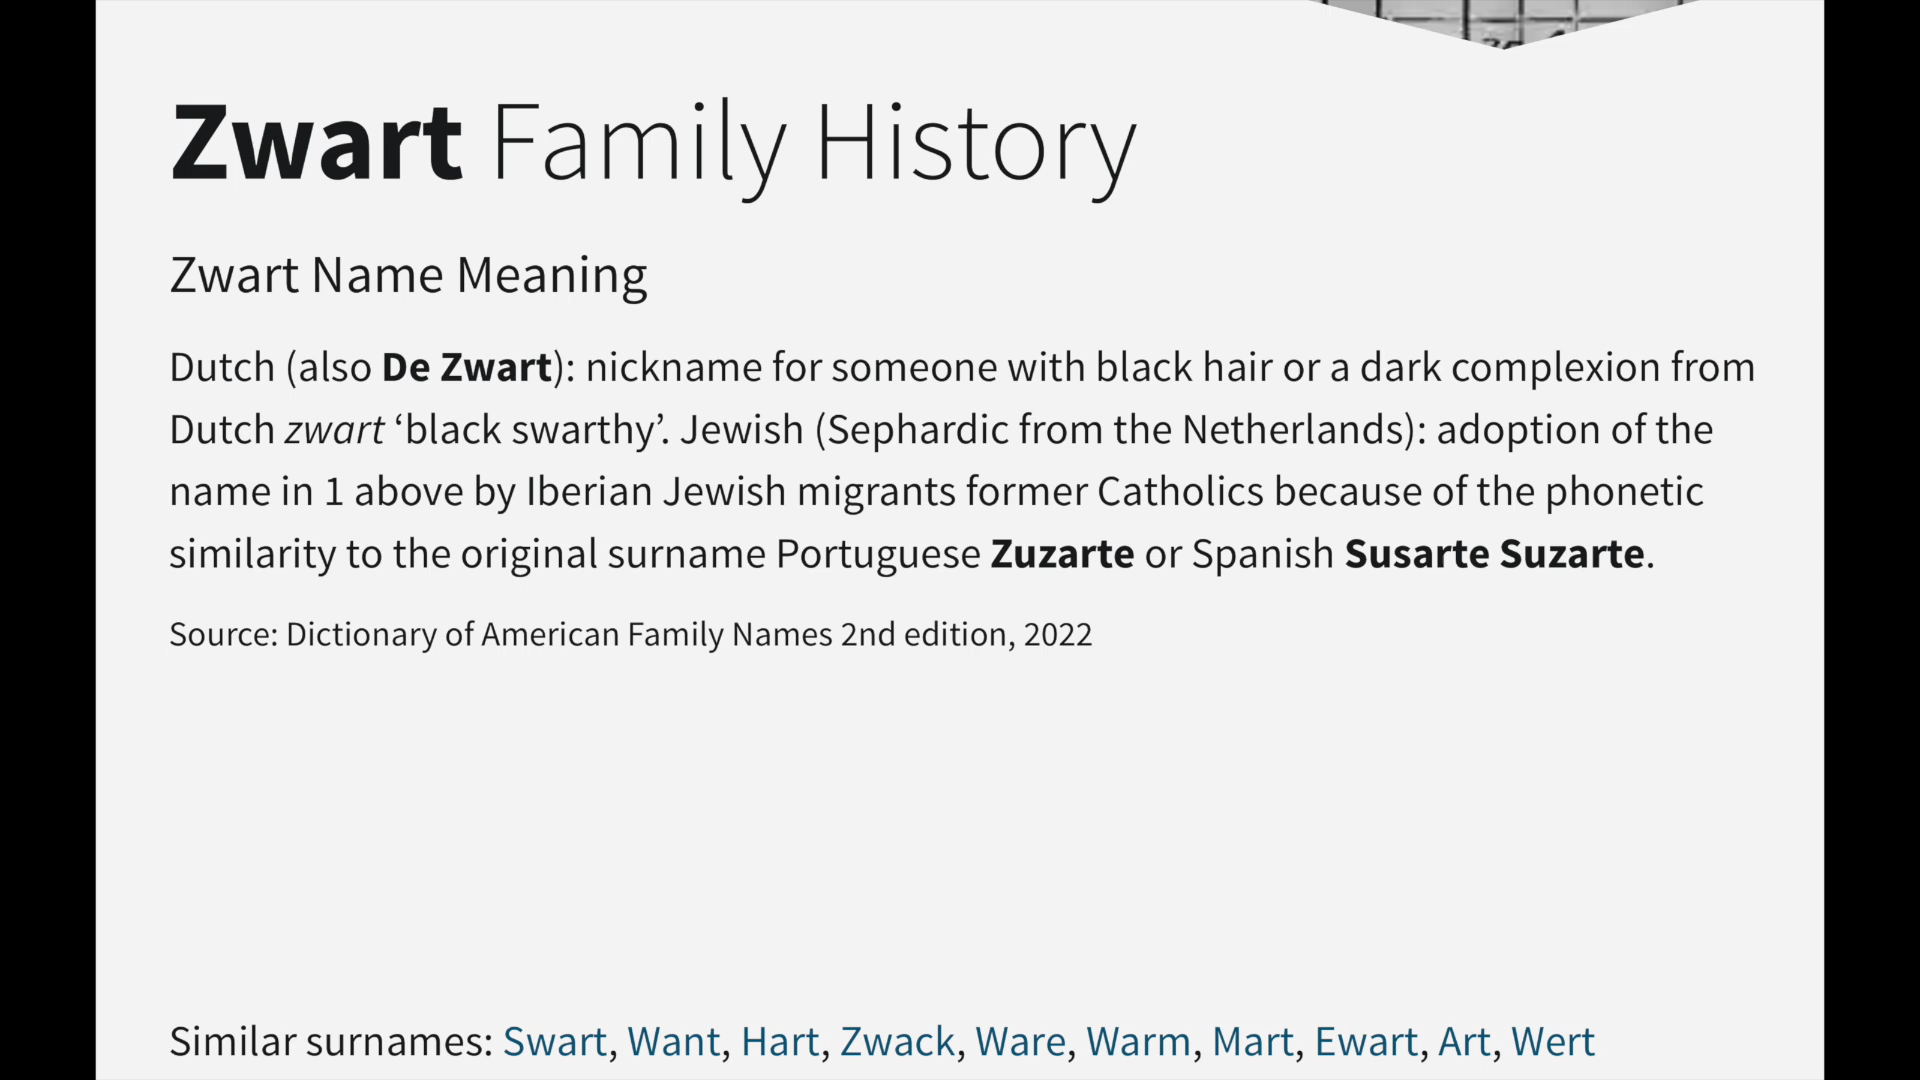 Zwart Family History
Zwart Name Meaning
Dutch (also De Zwart): nickname for someone with black hair or a dark complexion from
Dutch zwart ‘black swarthy’. Jewish (Sephardic from the Netherlands): adoption of the
name in 1 above by Iberian Jewish migrants former Catholics because of the phonetic
similarity to the original surname Portuguese Zuzarte or Spanish Susarte Suzarte.
Source: Dictionary of American Family Names 2nd edition, 2022
Similar surnames: Swart, Want, Hart, Zwack, Ware, Warm, Mart, Ewart, Art, Wert